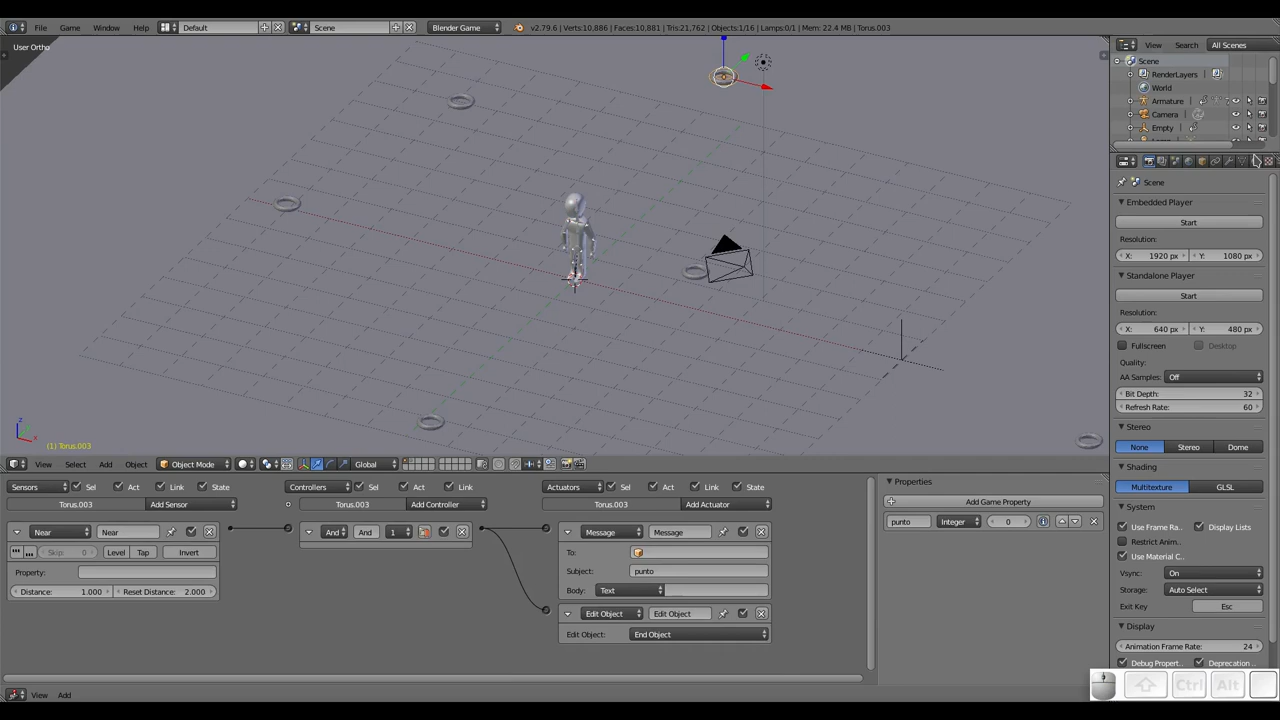 File Game Window Help Default Scene Blender Game v2.79.6 | Verts:10,886 | Faces:10,881 | Tris:21,762 | Objects:1/16 | Lamps:0/1 | Mem: 22.4 MB | Torus.003
View Search All Scenes
User Ortho
Scene
RenderLayers
World
Armature
Camera
Empty
Scene
Embedded Player
Start
Resolution:
X: 1920 px Y: 1080 px
Standalone Player
Start
Resolution:
X: 640 px Y: 480 px
Fullscreen Desktop
Quality:
AA Samples: Off
Bit Depth: 32
Refresh Rate: 60
Stereo
None Stereo Dome
Shading
Multitexture GLSL
System
Use Frame Ra.. Display Lists
Restrict Anim..
Use Material C..
Vsync: On
Storage: Auto Select
Exit Key Esc
Display
Animation Frame Rate: 24
Debug Propert.. Deprecation ..
z
x
(1) Torus.003
View Select Add Object Object Mode Global
Sensors Sel Act Link State Controllers Sel Act Link Actuators Sel Act Link State
Torus.003 Add Sensor Torus.003 Add Controller Torus.003 Add Actuator
Near Near And And 1 Message Message
Skip: 0 Level Tap Invert To:
Property: Subject: punto
Distance: 1.000 Reset Distance: 2.000 Body: Text
Edit Object Edit Object
Edit Object: End Object
Properties
Add Game Property
punto Integer 0
View Add
Ctrl Alt